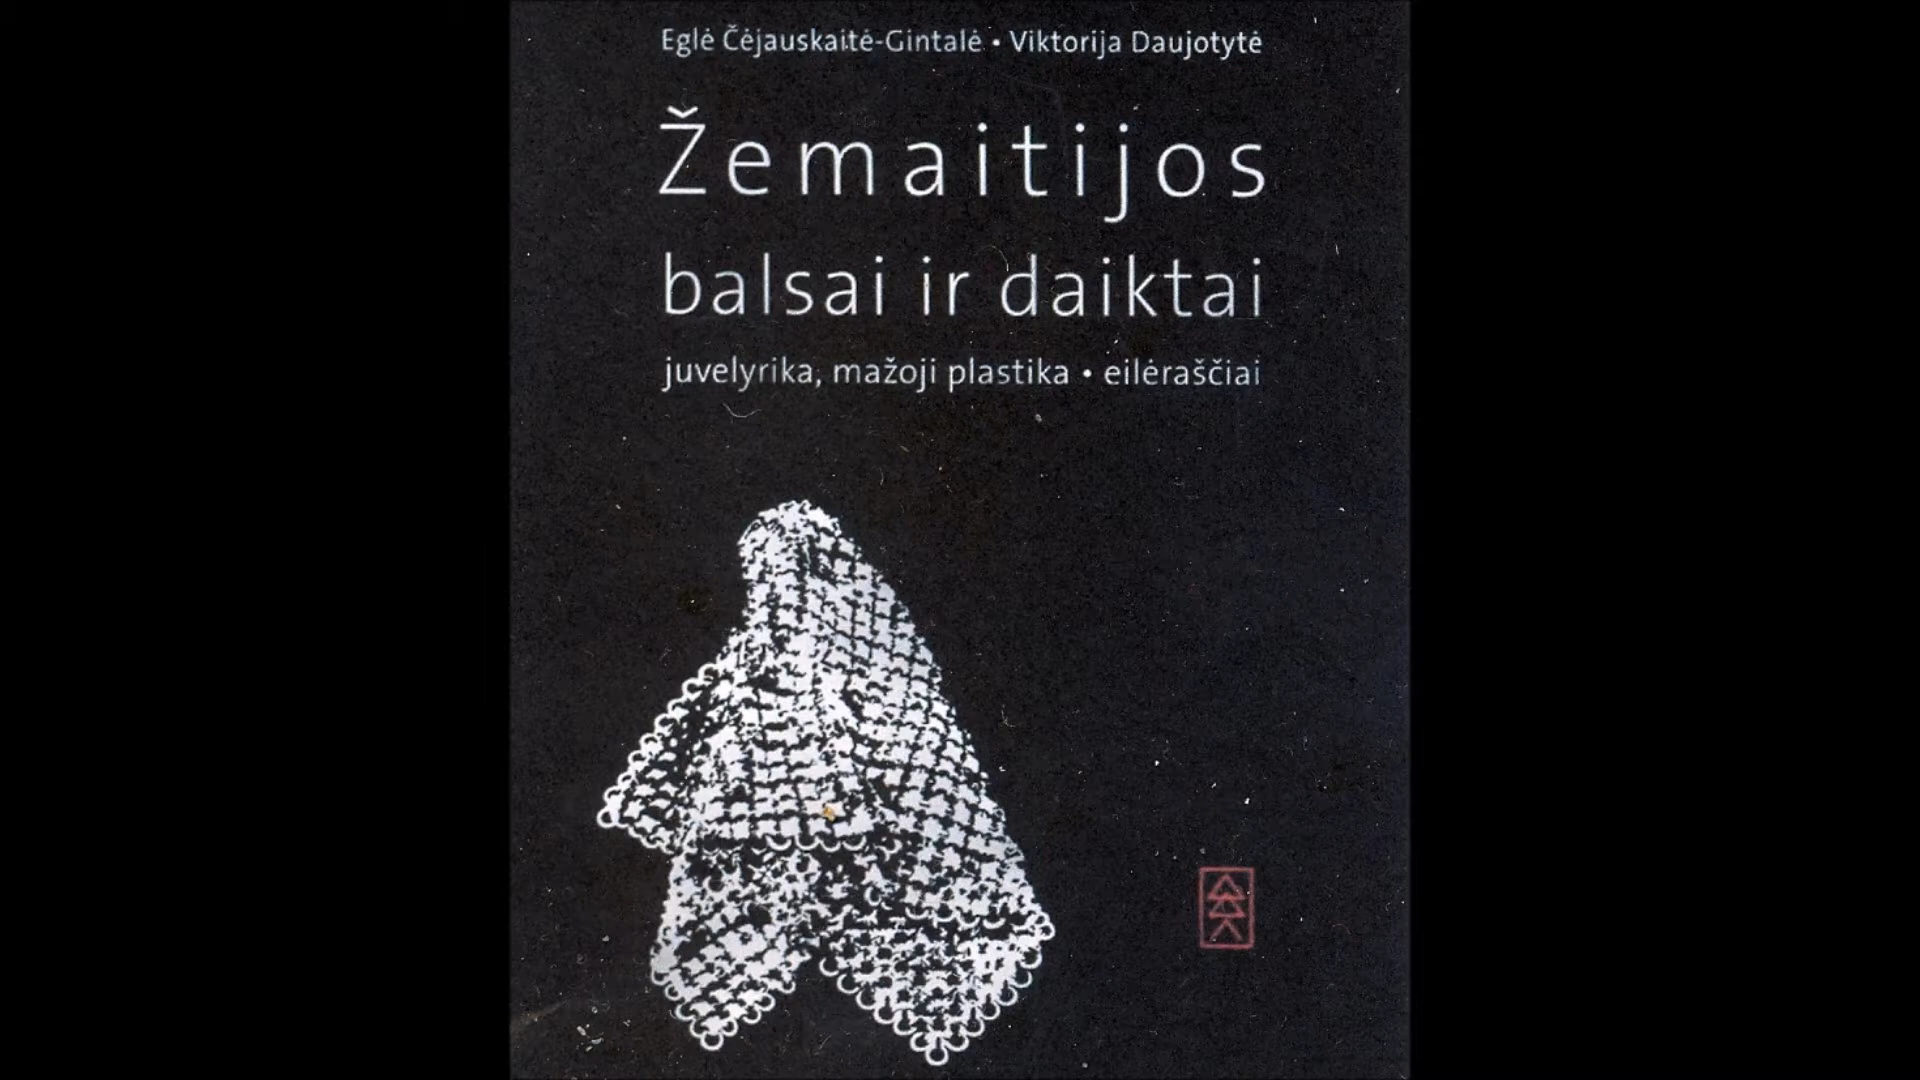 Eglė Čėjauskaitė-Gintalė • Viktorija Daujotytė
Žemaitijos
balsai ir daiktai
juvelyrika, mažoji plastika • eilėraščiai